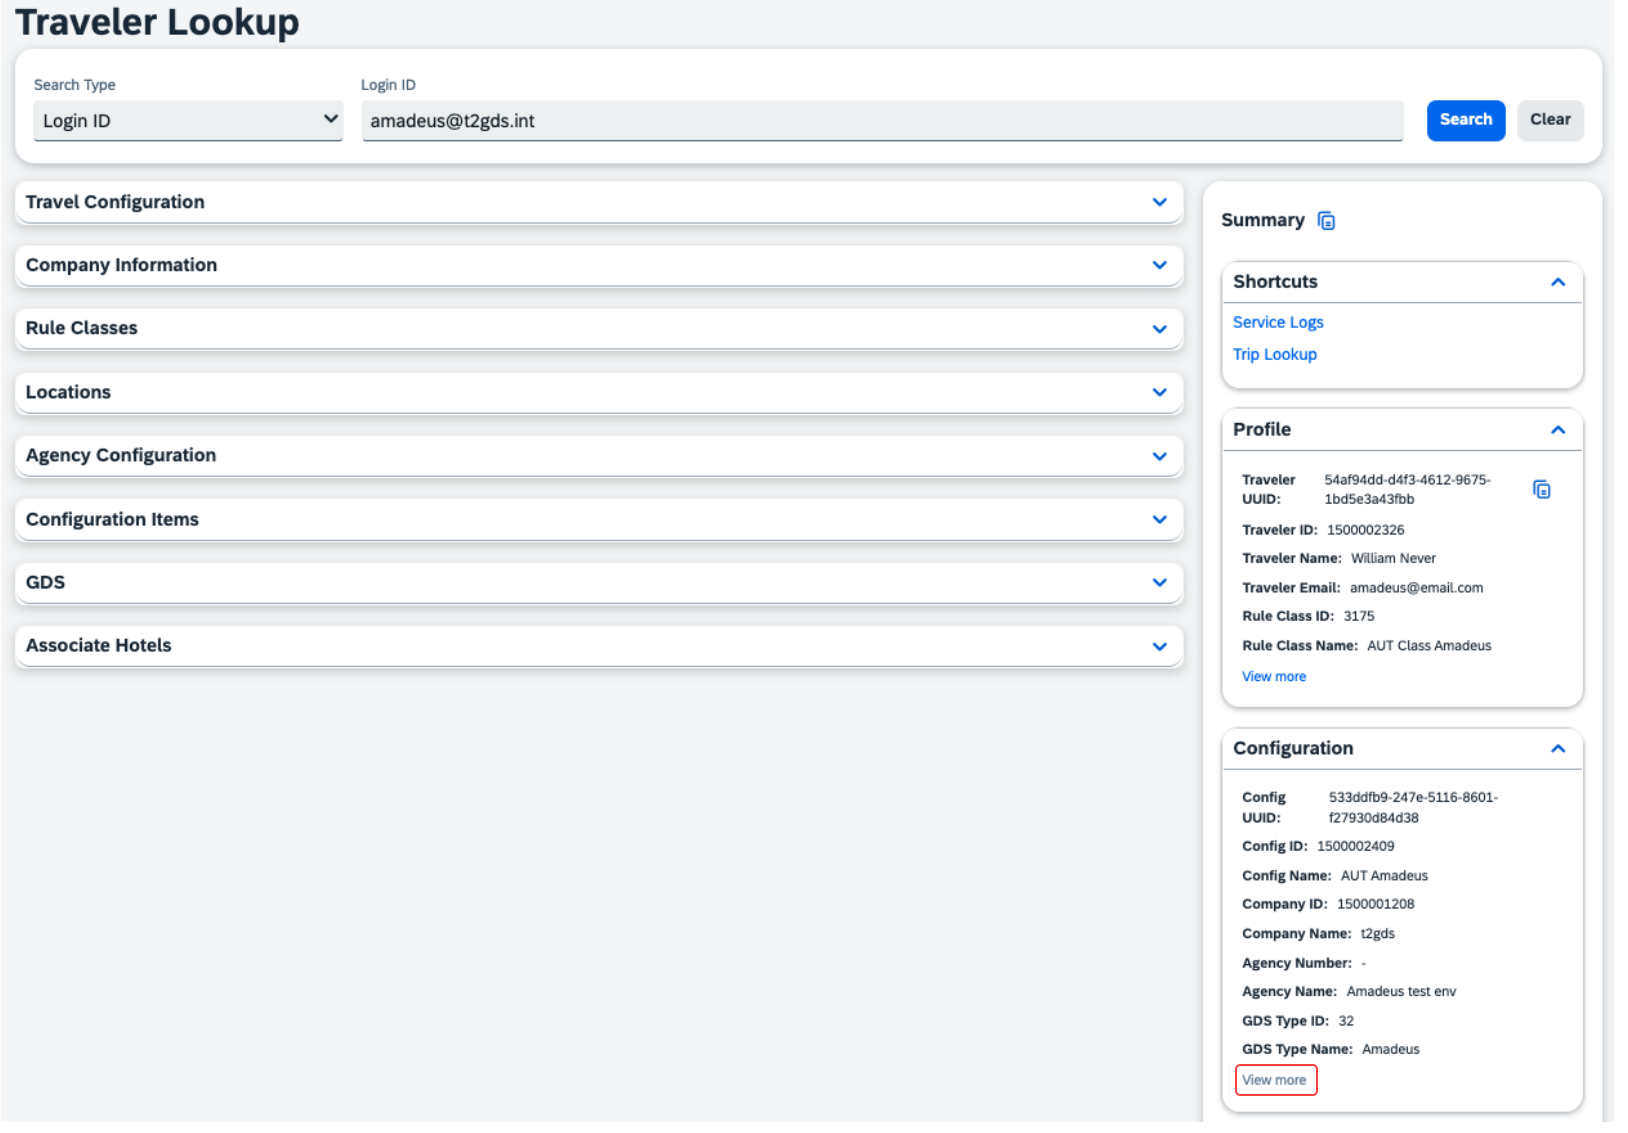 Traveler Lookup
Search Type
Login ID
Login ID
amadeus@t2gds.int
Search
Clear
Travel Configuration
Company Information
Rule Classes
Locations
Agency Configuration
Configuration Items
GDS
Associate Hotels
Summary
Shortcuts
Service Logs
Trip Lookup
Profile
Traveler UUID: 54af94dd-d4f3-4612-9675-
1bd5e3a43fbb
Traveler ID: 1500002326
Traveler Name: William Never
Traveler Email: amadeus@email.com
Rule Class ID: 3175
Rule Class Name: AUT Class Amadeus
View more
Configuration
Config UUID: 533ddfb9-247e-5116-8601-
f27930d84d38
Config ID: 1500002409
Config Name: AUT Amadeus
Company ID: 1500001208
Company Name: t2gds
Agency Number: -
Agency Name: Amadeus test env
GDS Type ID: 32
GDS Type Name: Amadeus
View more